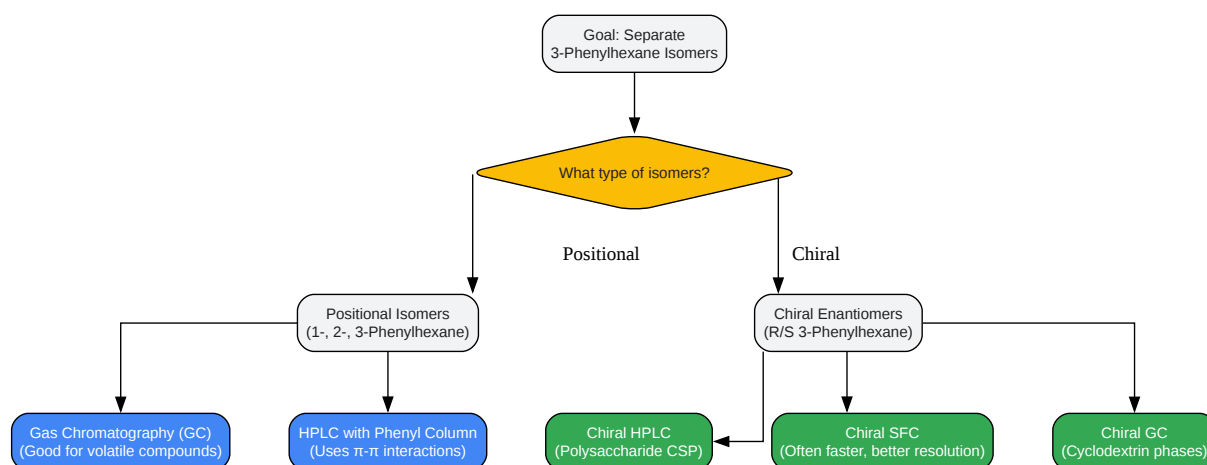 Goal: Separate
3-Phenylhexane Isomers
What type of isomers?
Positional
Chiral
Positional Isomers
(1-, 2-, 3-Phenylhexane)
Chiral Enantiomers
(R/S 3-Phenylhexane)
Gas Chromatography (GC)
(Good for volatile compounds)
HPLC with Phenyl Column
(Uses π-π interactions)
Chiral HPLC
(Polysaccharide CSP)
Chiral SFC
(Often faster, better resolution)
Chiral GC
(Cyclodextrin phases)